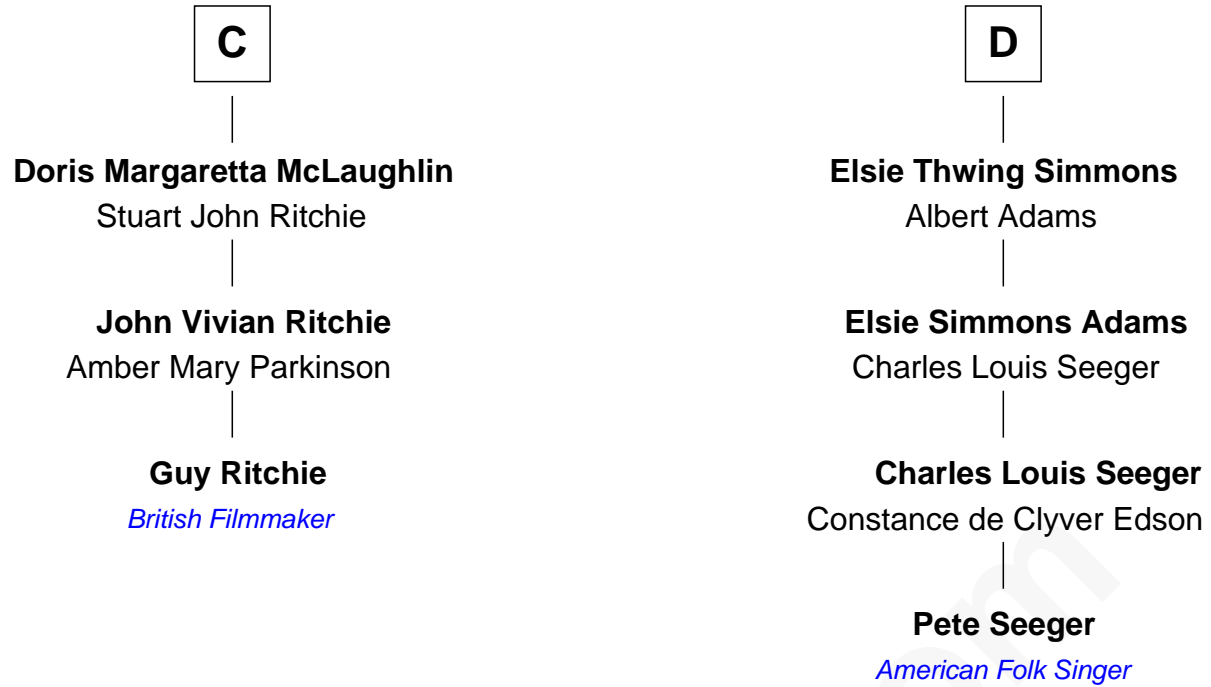 C
Doris Margaretta McLaughlin
Stuart John Ritchie
John Vivian Ritchie
Amber Mary Parkinson
Guy Ritchie
British Filmmaker
D
Elsie Thwing Simmons
Albert Adams
Elsie Simmons Adams
Charles Louis Seeger
Charles Louis Seeger
Constance de Clyver Edson
Pete Seeger
American Folk Singer